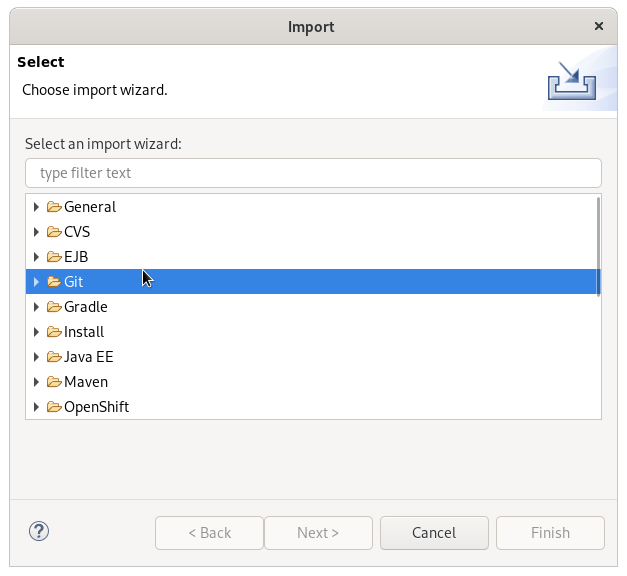 Import
Select
Choose import wizard.
Select an import wizard:
type filter text
General
CVS
EJB
Git
Gradle
Install
Java EE
Maven
OpenShift
? < Back Next > Cancel Finish